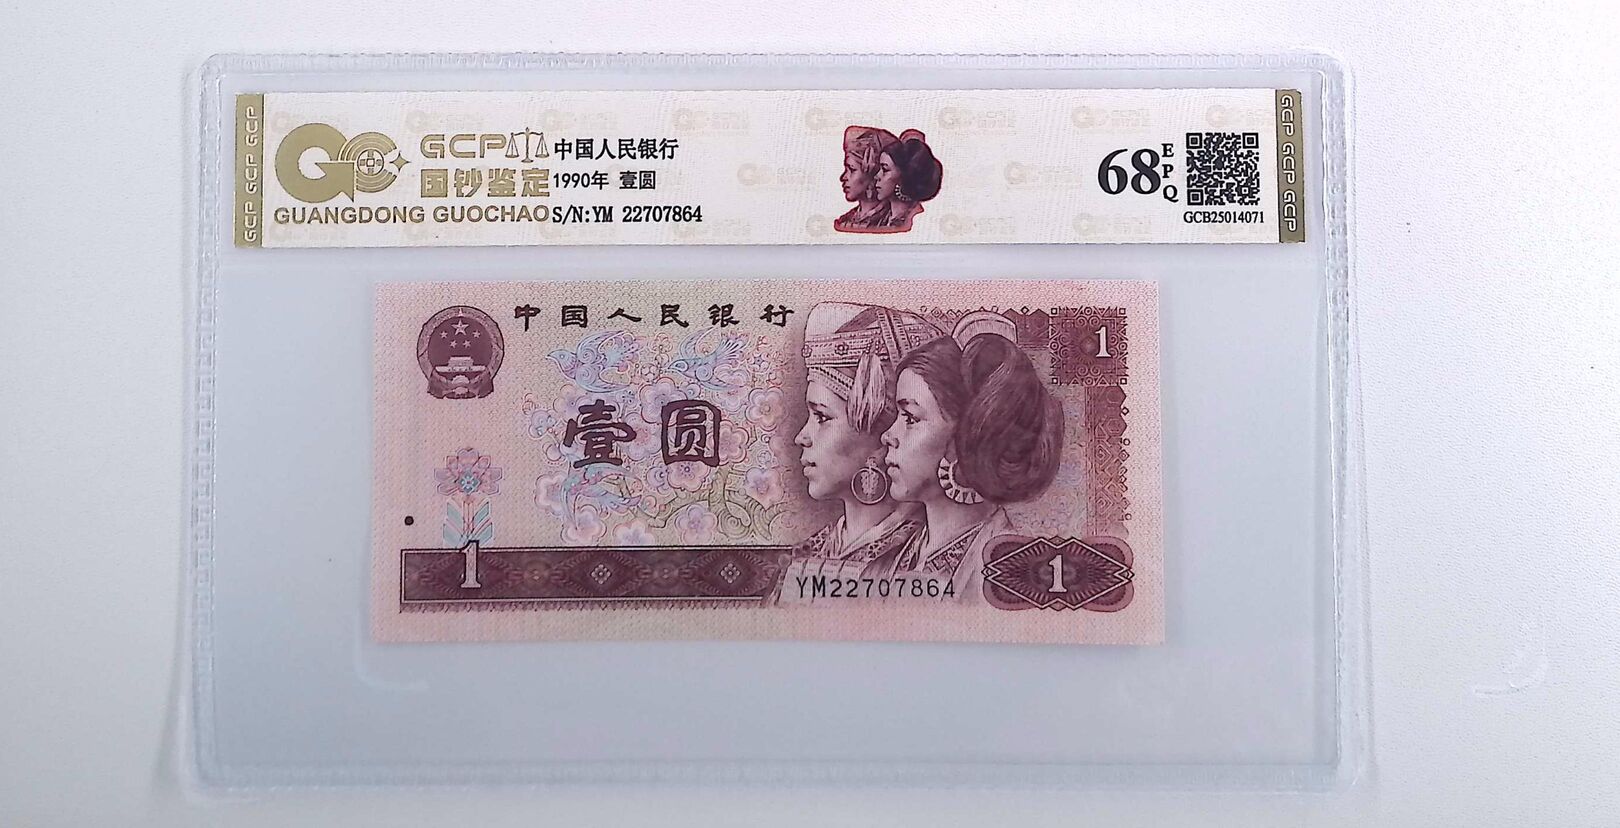 GCP GCP GCP
GCP
国钞鉴定
GUANGDONG GUOCHAO
中国人民银行
1990年 壹圆
S/N:YM 22707864
68
EPQ
GCB25014071
GCP GCP GCP
中国人民银行
1
壹圆
1
YM22707864
1